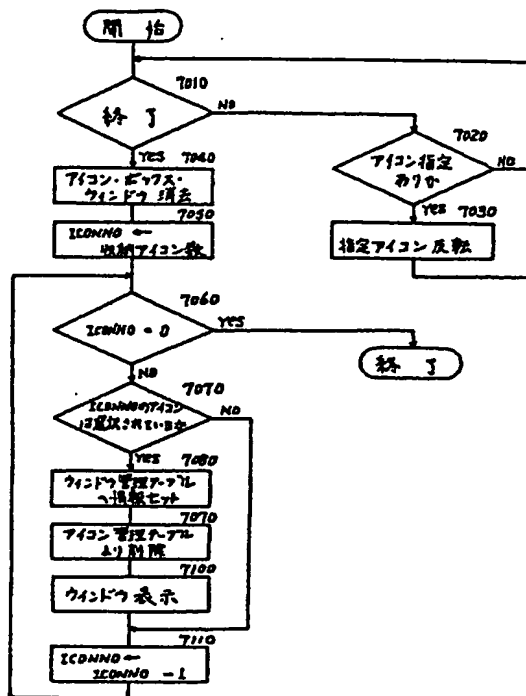 開始
7010
終了
NO
YES
7020
アイコン指定
ありか
NO
YES
7040
アイコン・ボックス・
ウィンドウ 消去
7030
指定アイコン 反転
7050
ICONNO ←
収納アイコン数
7060
ICONNO = 0
YES
終了
NO
7070
ICONNOのアイコン
は選択されているか
NO
YES
7080
ウィンドウ管理テーブル
へ情報セット
7070
アイコン管理テーブル
より削除
7100
ウィンドウ 表示
7110
ICONNO ←
ICONNO - 1